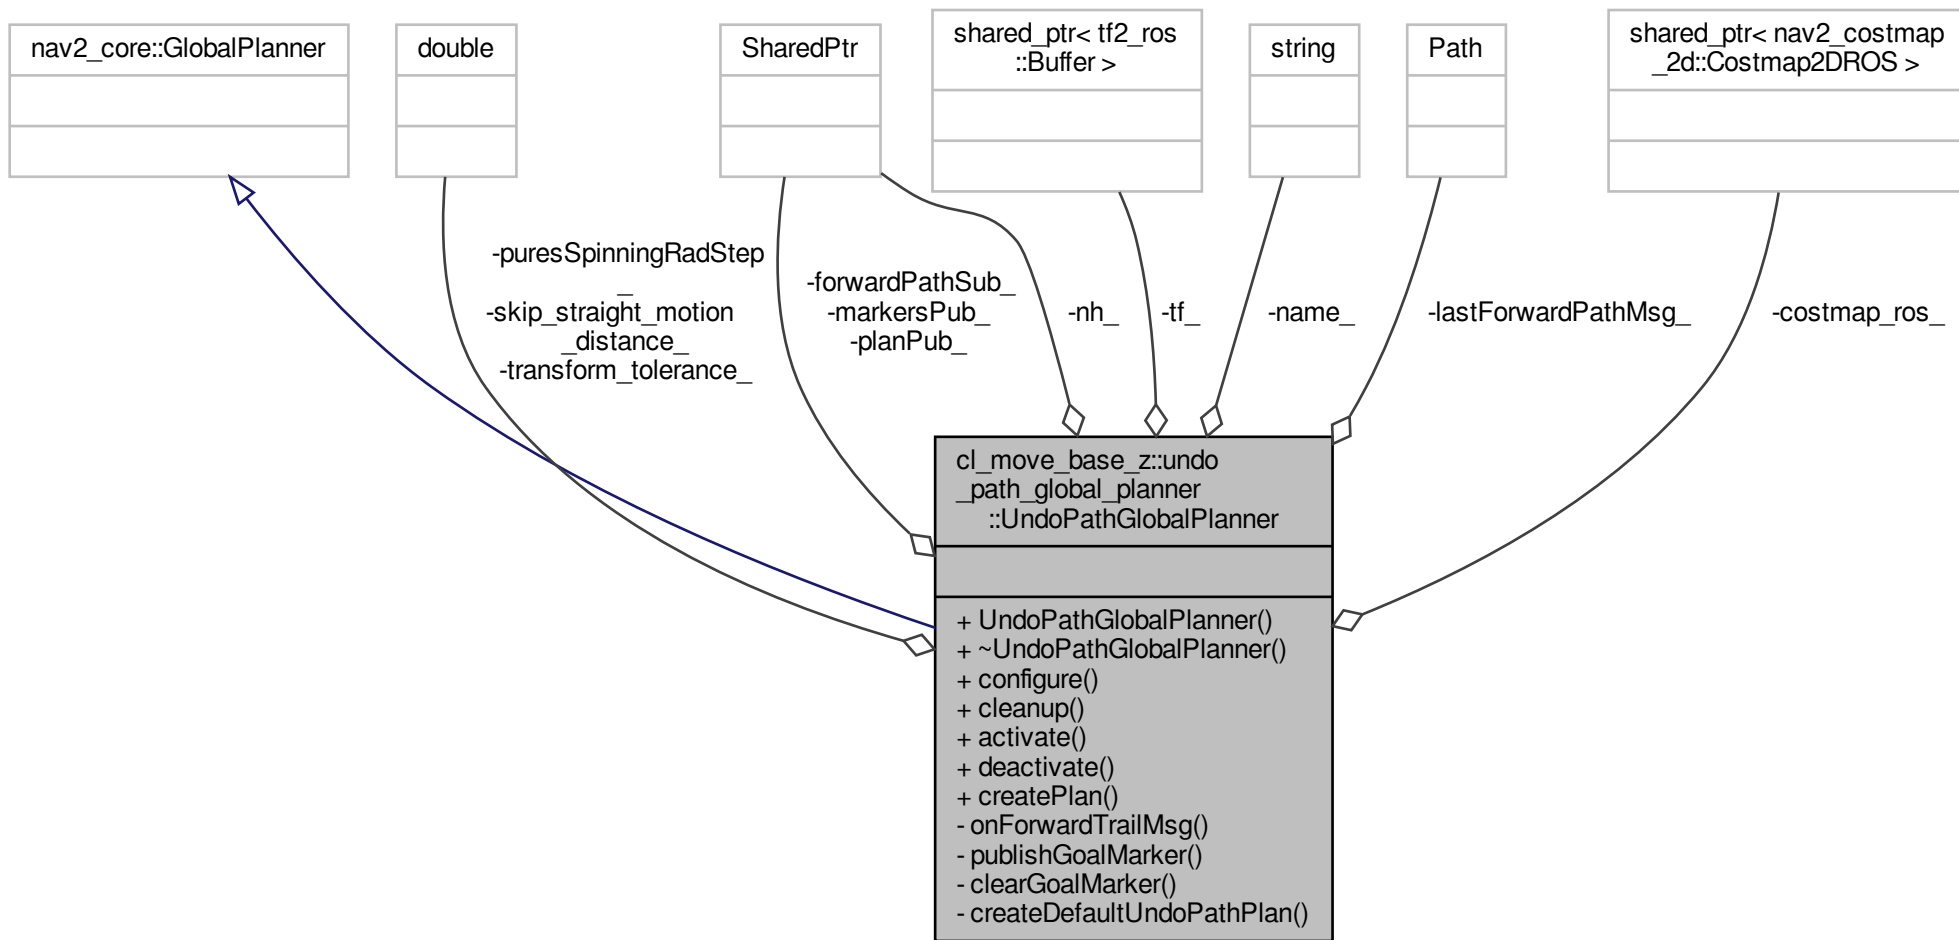 nav2_core::GlobalPlanner
double
SharedPtr
shared_ptr< tf2_ros
::Buffer >
string
Path
shared_ptr< nav2_costmap
_2d::Costmap2DROS >
-puresSpinningRadStep
_
-skip_straight_motion
_distance_
-transform_tolerance_
-forwardPathSub_
-markersPub_
-planPub_
-nh_
-tf_
-name_
-lastForwardPathMsg_
-costmap_ros_
cl_move_base_z::undo
_path_global_planner
::UndoPathGlobalPlanner
+ UndoPathGlobalPlanner()
+ ~UndoPathGlobalPlanner()
+ configure()
+ cleanup()
+ activate()
+ deactivate()
+ createPlan()
- onForwardTrailMsg()
- publishGoalMarker()
- clearGoalMarker()
- createDefaultUndoPathPlan()